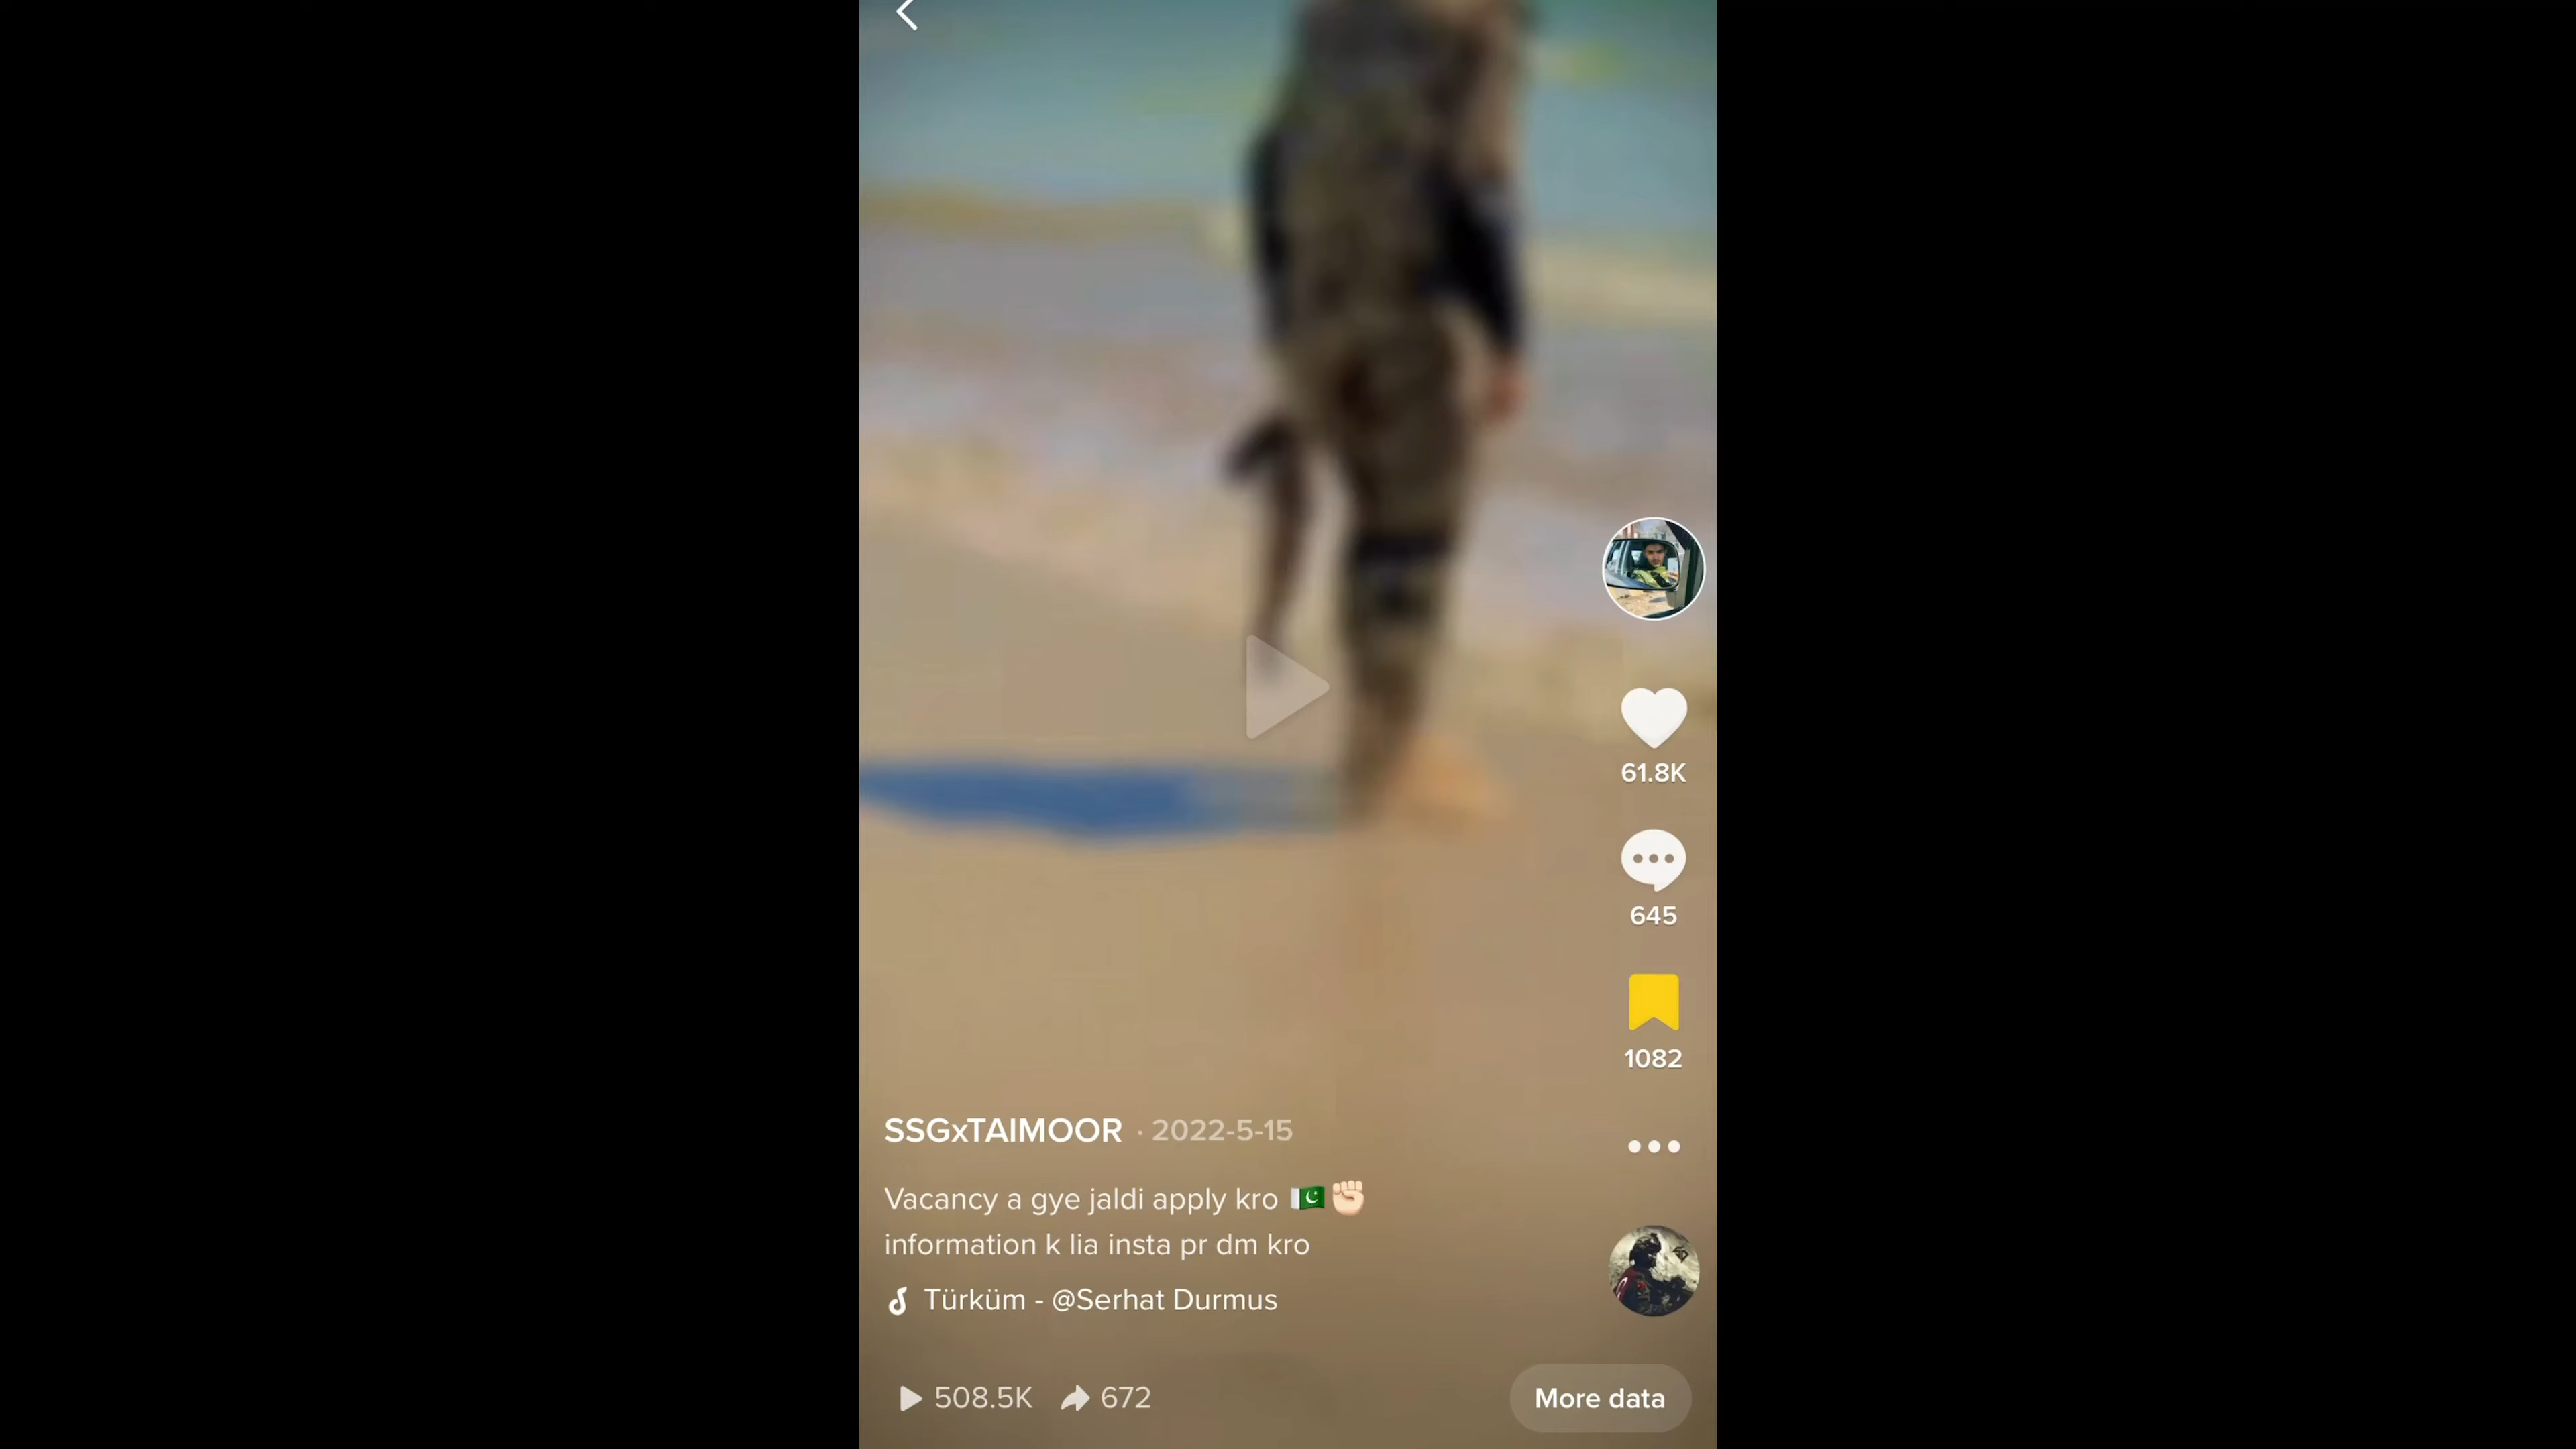 61.8K
645
1082
SSGxTAIMOOR · 2022-5-15
Vacancy a gye jaldi apply kro 🇵🇰✊🏻
information k lia insta pr dm kro
Türküm - @Serhat Durmus
508.5K 672
More data